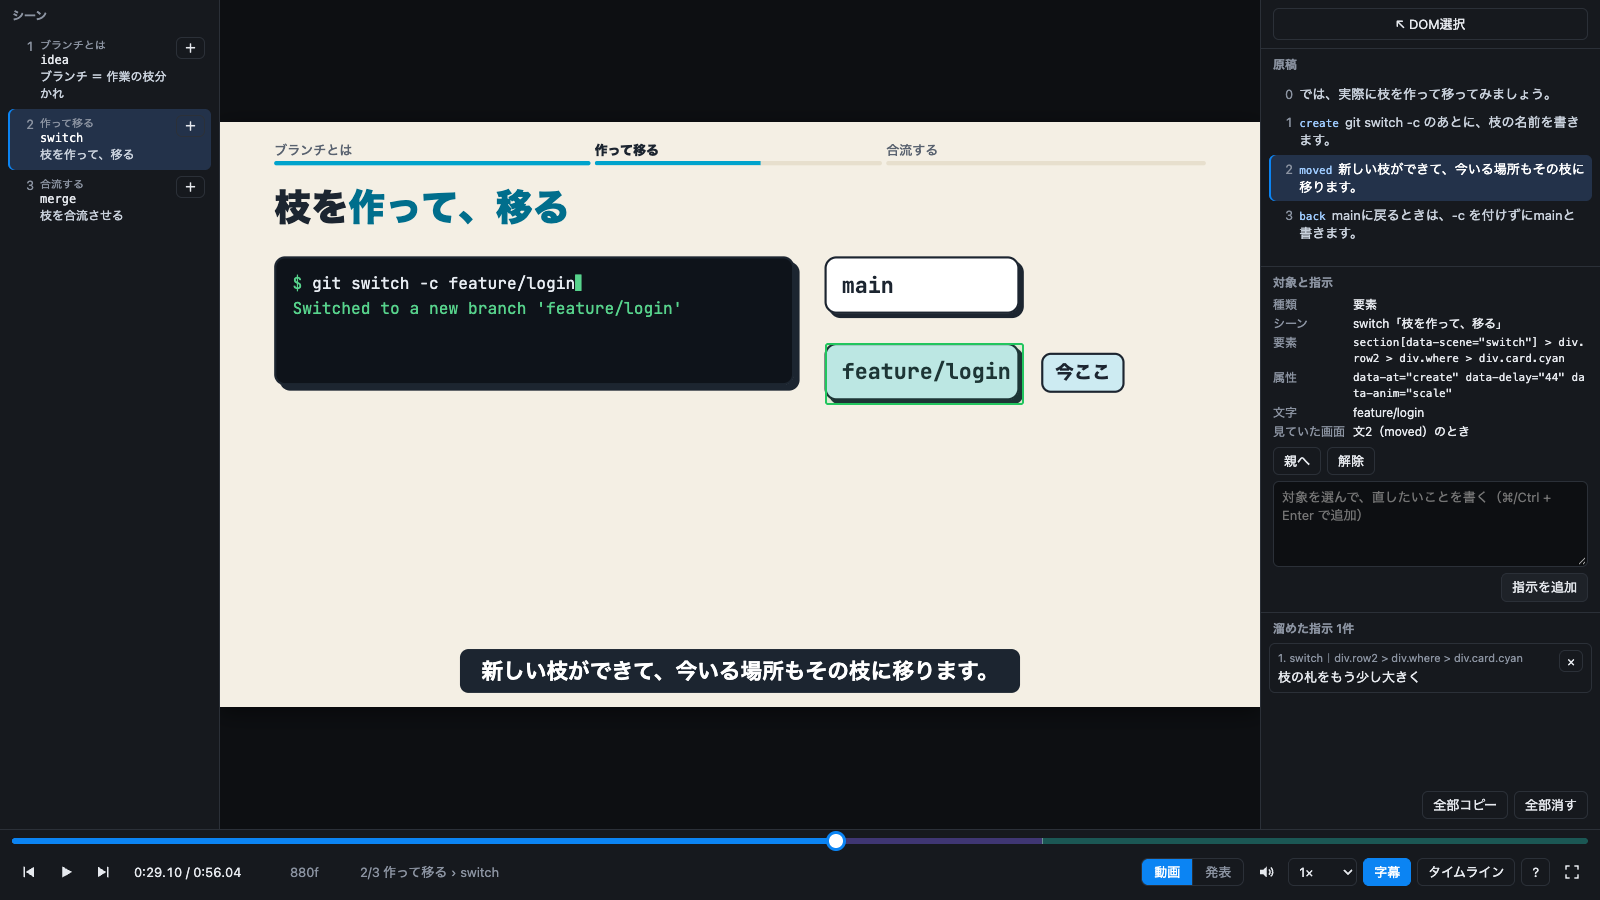 シーン
1 ブランチとは
idea
ブランチ = 作業の枝分
かれ
+
2 作って移る
switch
枝を作って、移る
+
3 合流する
merge
枝を合流させる
+
ブランチとは
作って移る
合流する
枝を作って、移る
$ git switch -c feature/login
Switched to a new branch 'feature/login'
main
feature/login
今ここ
新しい枝ができて、今いる場所もその枝に移ります。
DOM選択
原稿
0 では、実際に枝を作って移ってみましょう。
1 create git switch -c のあとに、枝の名前を書き
ます。
2 moved 新しい枝ができて、今いる場所もその枝に
移ります。
3 back mainに戻るときは、-c を付けずにmainと
書きます。
対象と指示
種類 要素
シーン switch「枝を作って、移る」
要素 section[data-scene="switch"] > div.
row2 > div.where > div.card.cyan
属性 data-at="create" data-delay="44" da
ta-anim="scale"
文字 feature/login
見ていた画面 文2（moved）のとき
親へ 解除
対象を選んで、直したいことを書く（⌘/Ctrl +
Enter で追加）
指示を追加
溜めた指示 1件
1. switch | div.row2 > div.where > div.card.cyan
枝の札をもう少し大きく
×
全部コピー 全部消す
0:29.10 / 0:56.04 880f 2/3 作って移る › switch
動画 発表 1× 字幕 タイムライン ?